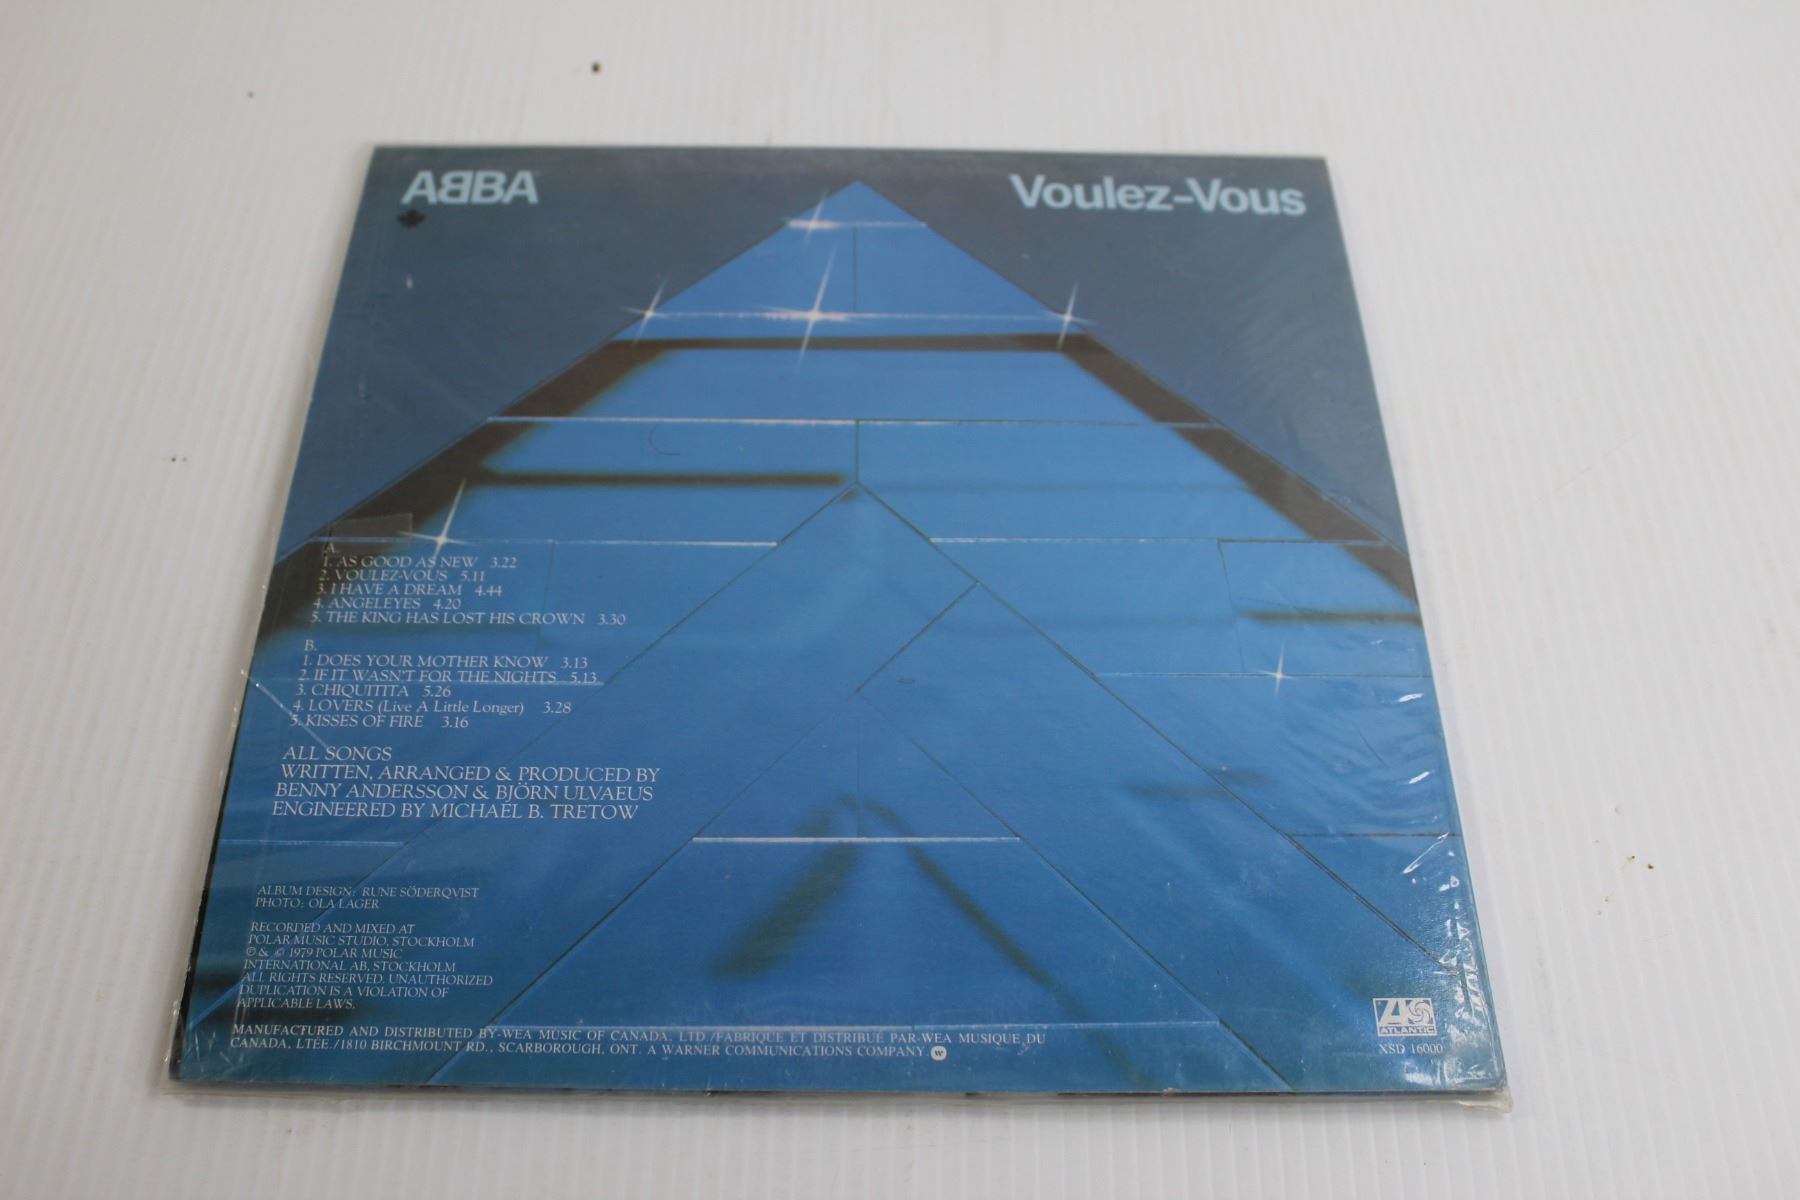 ABBA
Voulez-Vous
A.
1. AS GOOD AS NEW 3.22
2. VOULEZ-VOUS 5.11
3. I HAVE A DREAM 4.44
4. ANGELEYES 4.20
5. THE KING HAS LOST HIS CROWN 3.30
B.
1. DOES YOUR MOTHER KNOW 3.13
2. IF IT WASN'T FOR THE NIGHTS 5.13
3. CHIQUITITA 5.26
4. LOVERS (Live A Little Longer) 3.28
5. KISSES OF FIRE 3.16
ALL SONGS
WRITTEN, ARRANGED & PRODUCED BY
BENNY ANDERSSON & BJÖRN ULVAEUS
ENGINEERED BY MICHAEL B. TRETOW
ALBUM DESIGN: RUNE SÖDERQVIST
PHOTO: OLA LAGER
RECORDED AND MIXED AT
POLAR MUSIC STUDIO, STOCKHOLM
℗ & © 1979 POLAR MUSIC
INTERNATIONAL AB, STOCKHOLM
ALL RIGHTS RESERVED. UNAUTHORIZED
DUPLICATION IS A VIOLATION OF
APPLICABLE LAWS.
MANUFACTURED AND DISTRIBUTED BY WEA MUSIC OF CANADA, LTD./FABRIQUE ET DISTRIBUE PAR WEA MUSIQUE DU
CANADA, LTÉE./1810 BIRCHMOUNT RD., SCARBOROUGH, ONT. A WARNER COMMUNICATIONS COMPANY
ATLANTIC
XSD 16000